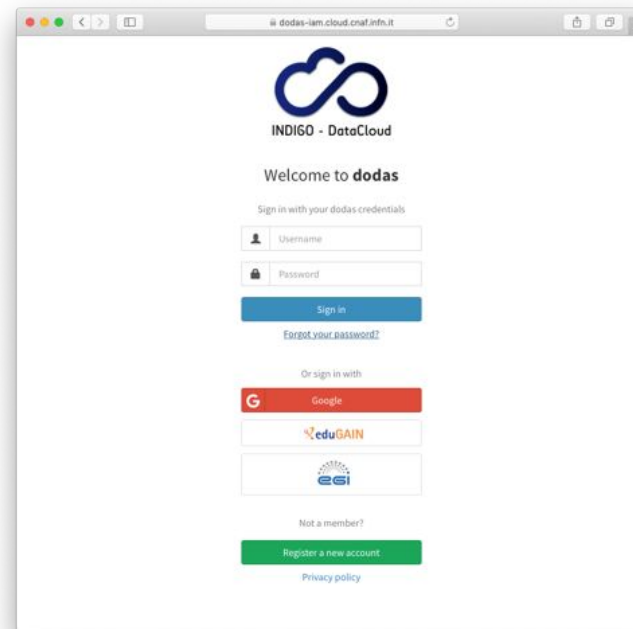 dodas-iam.cloud.cnaf.infn.it
INDIGO - DataCloud
Welcome to dodas
Sign in with your dodas credentials
Username
Password
Sign in
Forgot your password?
Or sign in with
G Google
eduGAIN
egi
Not a member?
Register a new account
Privacy policy